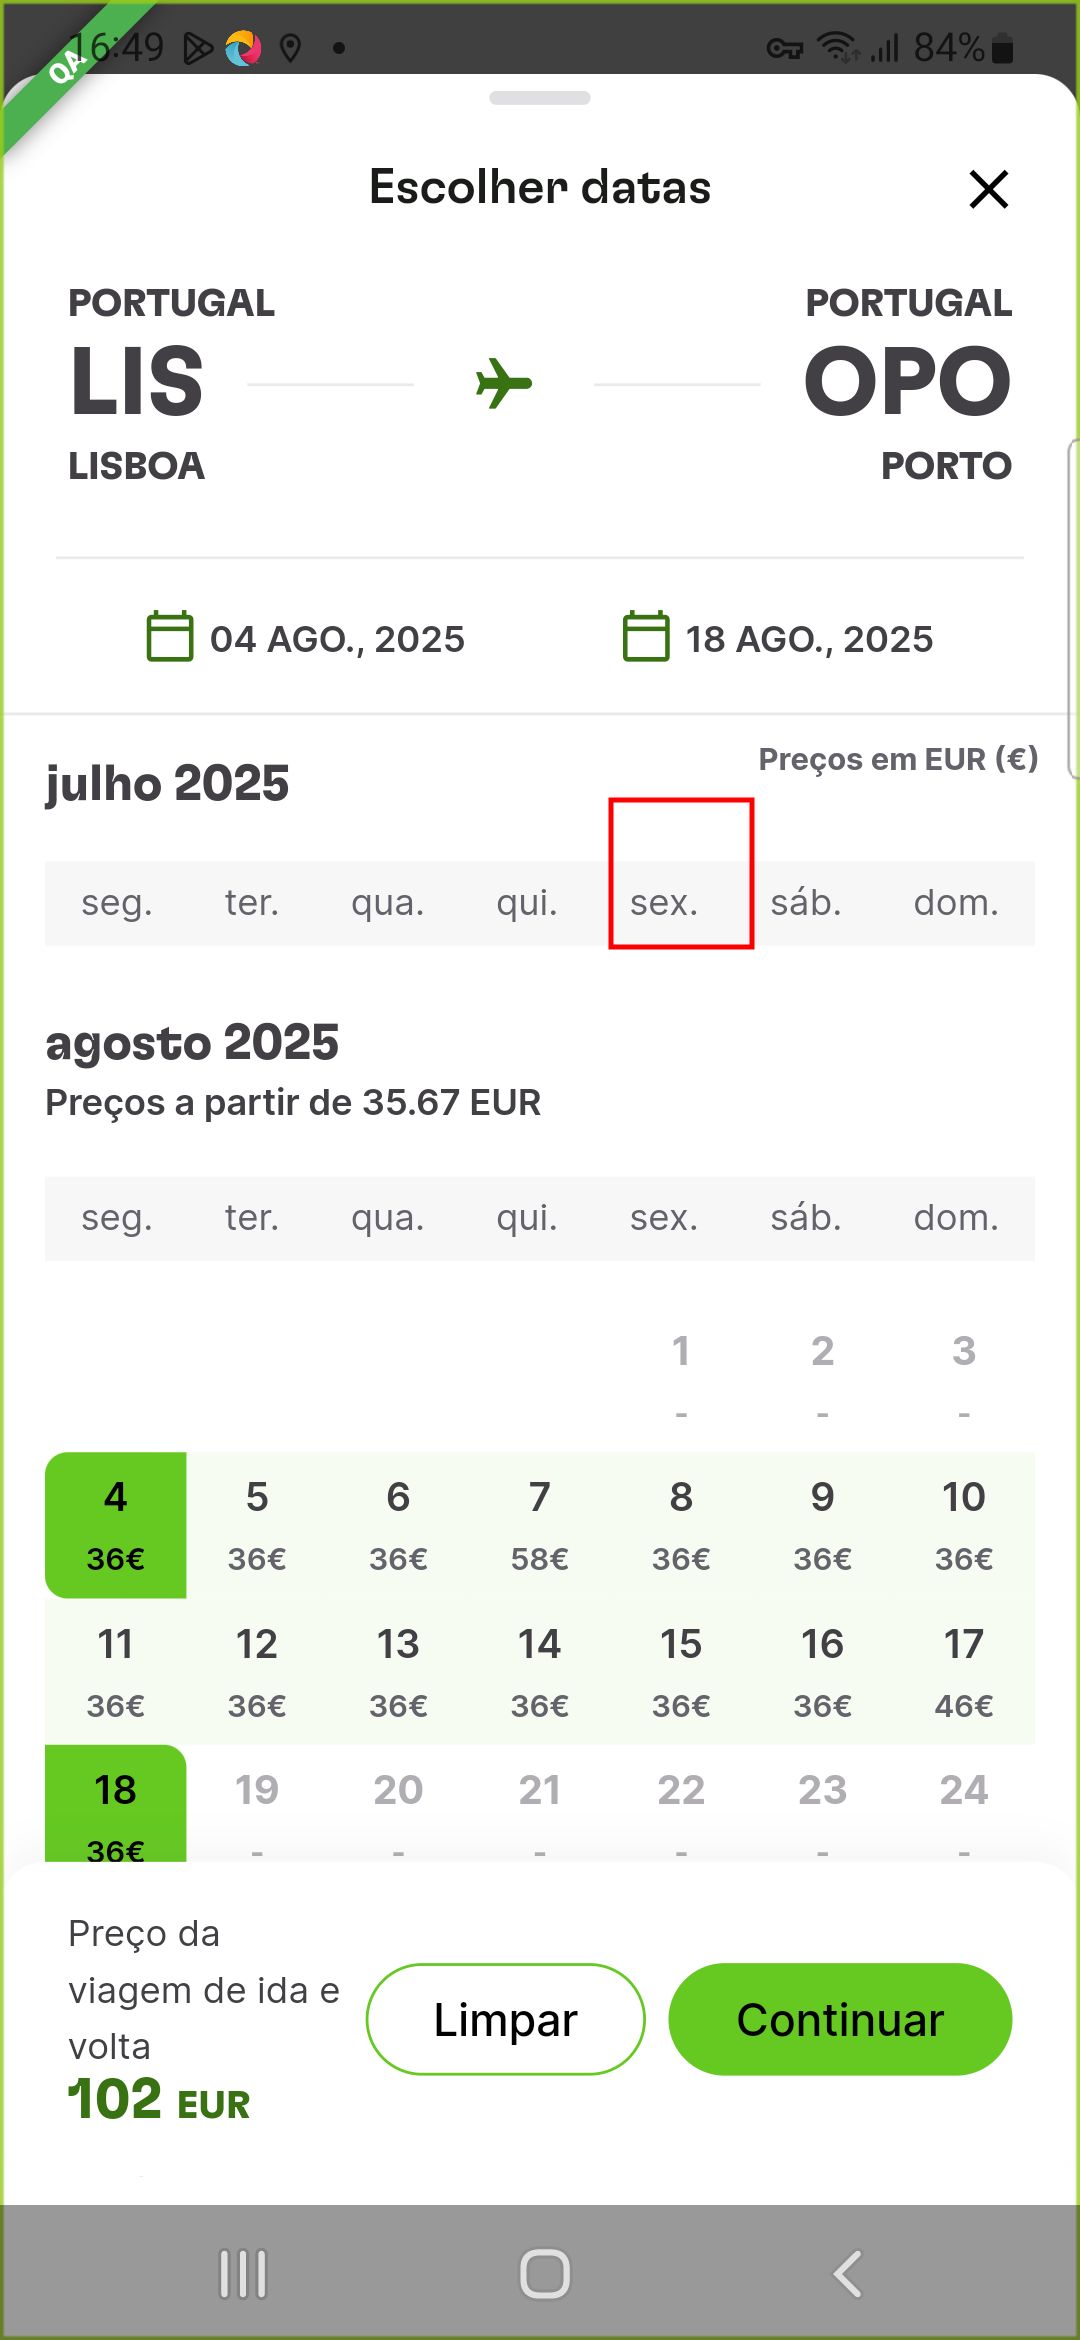 16:49 84%
QA
Escolher datas
PORTUGAL PORTUGAL
LIS OPO
LISBOA PORTO
04 AGO., 2025 18 AGO., 2025
Preços em EUR (€)
julho 2025
seg. ter. qua. qui. sex. sáb. dom.
agosto 2025
Preços a partir de 35.67 EUR
seg. ter. qua. qui. sex. sáb. dom.
1 2 3
- - -
4 5 6 7 8 9 10
36€ 36€ 36€ 58€ 36€ 36€ 36€
11 12 13 14 15 16 17
36€ 36€ 36€ 36€ 36€ 36€ 46€
18 19 20 21 22 23 24
36€ - - - - - -
Preço da
viagem de ida e
volta
102 EUR
Limpar Continuar